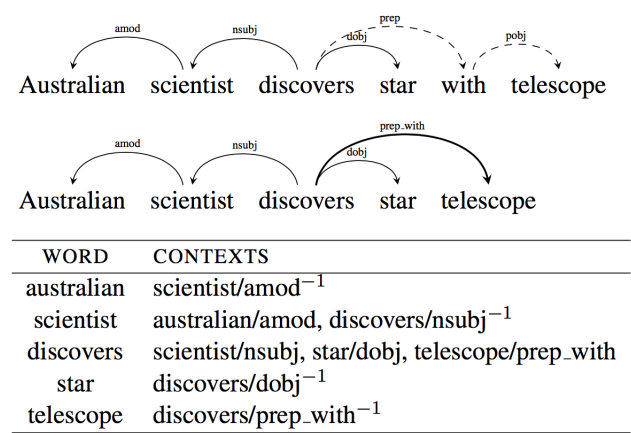 amod nsubj dobj prep pobj
Australian scientist discovers star with telescope
amod nsubj dobj prep_with
Australian scientist discovers star telescope
WORD CONTEXTS
australian scientist/amod⁻¹
scientist australian/amod, discovers/nsubj⁻¹
discovers scientist/nsubj, star/dobj, telescope/prep_with
star discovers/dobj⁻¹
telescope discovers/prep_with⁻¹